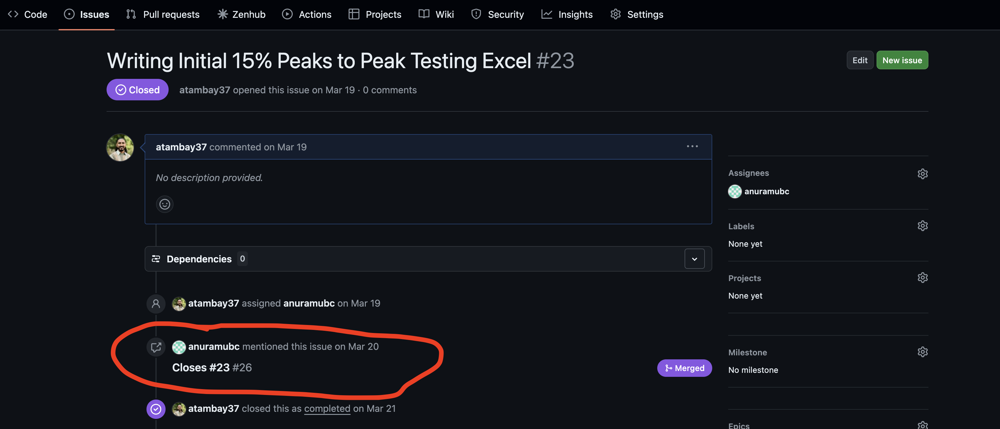 Code Issues Pull requests Zenhub Actions Projects Wiki Security Insights Settings
Writing Initial 15% Peaks to Peak Testing Excel #23
Edit New issue
Closed atambay37 opened this issue on Mar 19 · 0 comments
atambay37 commented on Mar 19
No description provided.
Dependencies 0
atambay37 assigned anuramubc on Mar 19
anuramubc mentioned this issue on Mar 20
Closes #23 #26
Merged
atambay37 closed this as completed on Mar 21
Assignees
anuramubc
Labels
None yet
Projects
None yet
Milestone
No milestone
Epics